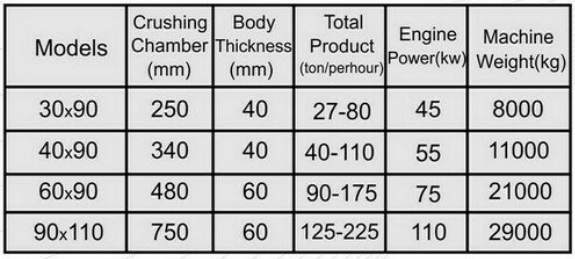 Models Crushing Chamber (mm) Body Thickness (mm) Total Product (ton/perhour) Engine Power(kw) Machine Weight(kg)
30x90 250 40 27-80 45 8000
40x90 340 40 40-110 55 11000
60x90 480 60 90-175 75 21000
90x110 750 60 125-225 110 29000